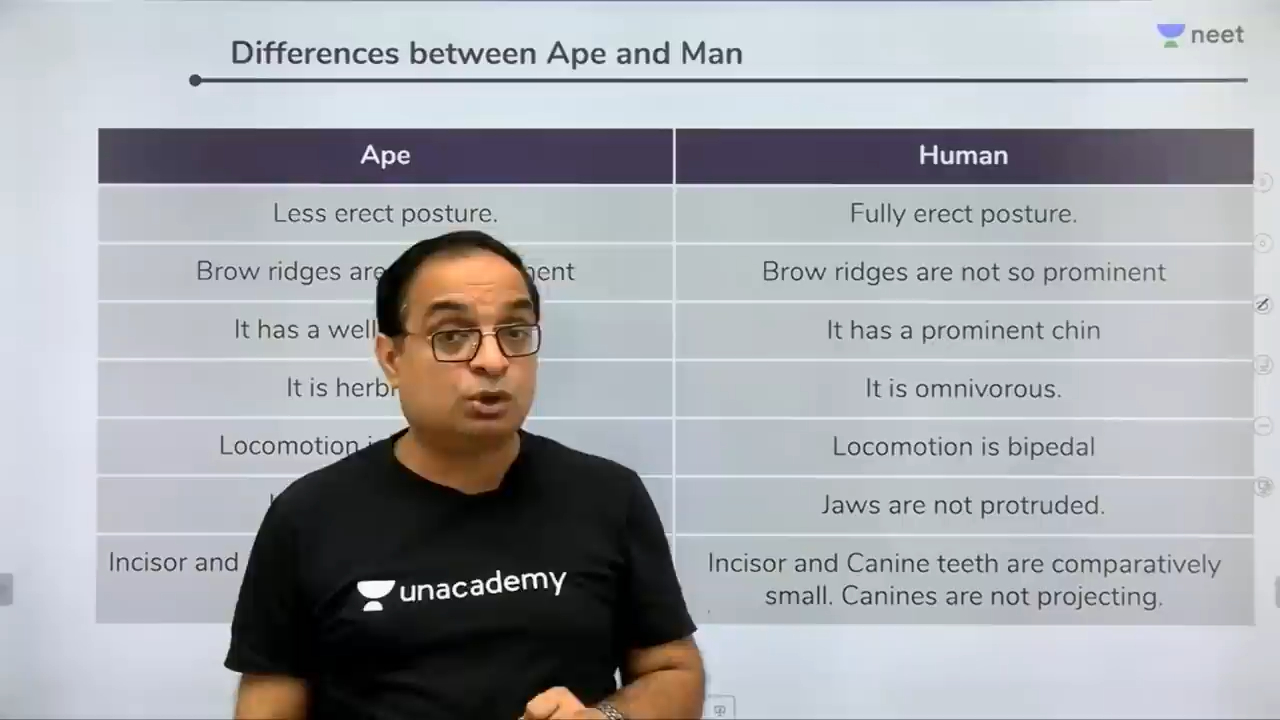 Differences between Ape and Man
neet
Ape
Human
Less erect posture.
Fully erect posture.
Brow ridges are
Brow ridges are not so prominent
It has a
It has a prominent chin
It is
It is omnivorous.
Locomotion
Locomotion is bipedal
Jaws are not protruded.
Incisor and
Incisor and Canine teeth are comparatively
small. Canines are not projecting.
unacademy